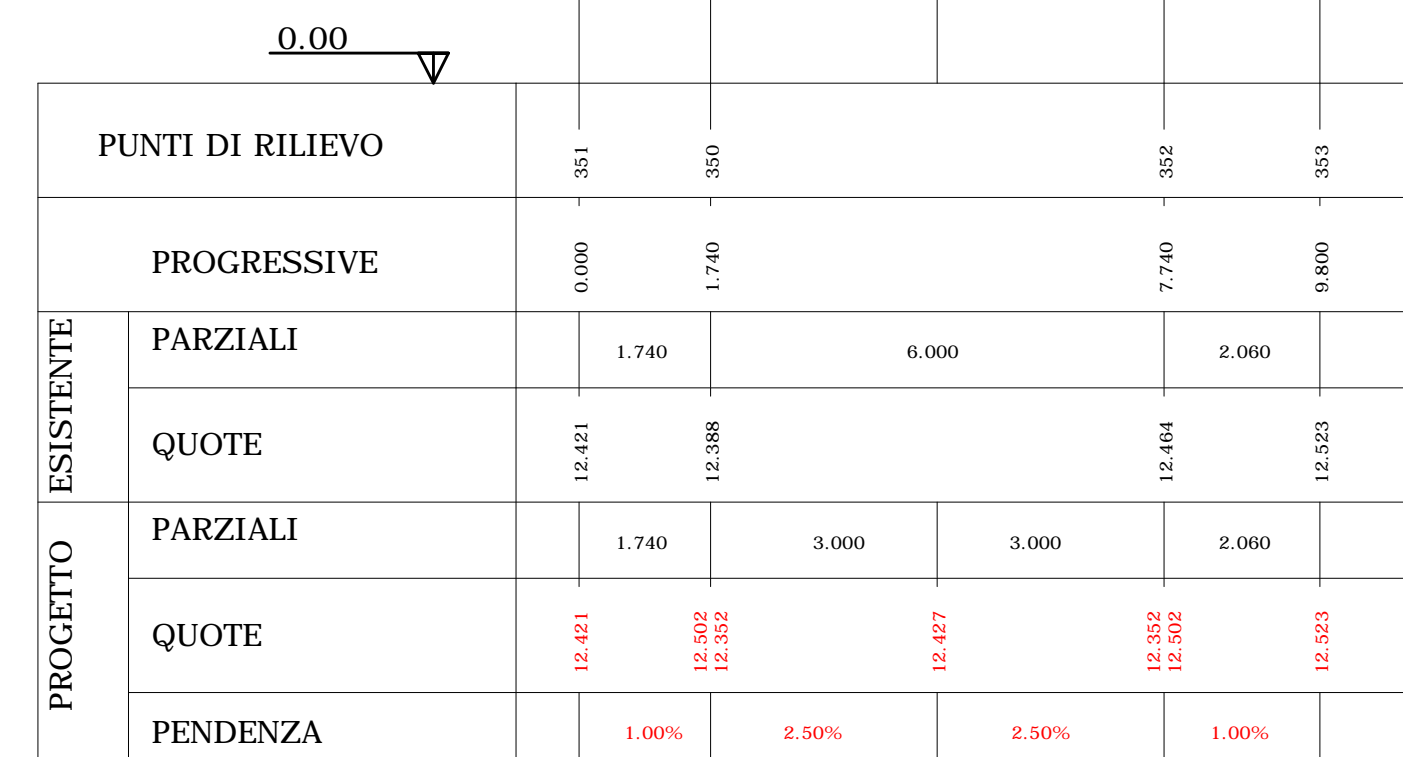 0.00
PUNTI DI RILIEVO 351 350 352 353
PROGRESSIVE 0.000 1.740 7.740 9.800
ESISTENTE
PARZIALI 1.740 6.000 2.060
QUOTE 12.421 12.388 12.464 12.523
PROGETTO
PARZIALI 1.740 3.000 3.000 2.060
QUOTE 12.421 12.502 12.352 12.427 12.352 12.502 12.523
PENDENZA 1.00% 2.50% 2.50% 1.00%